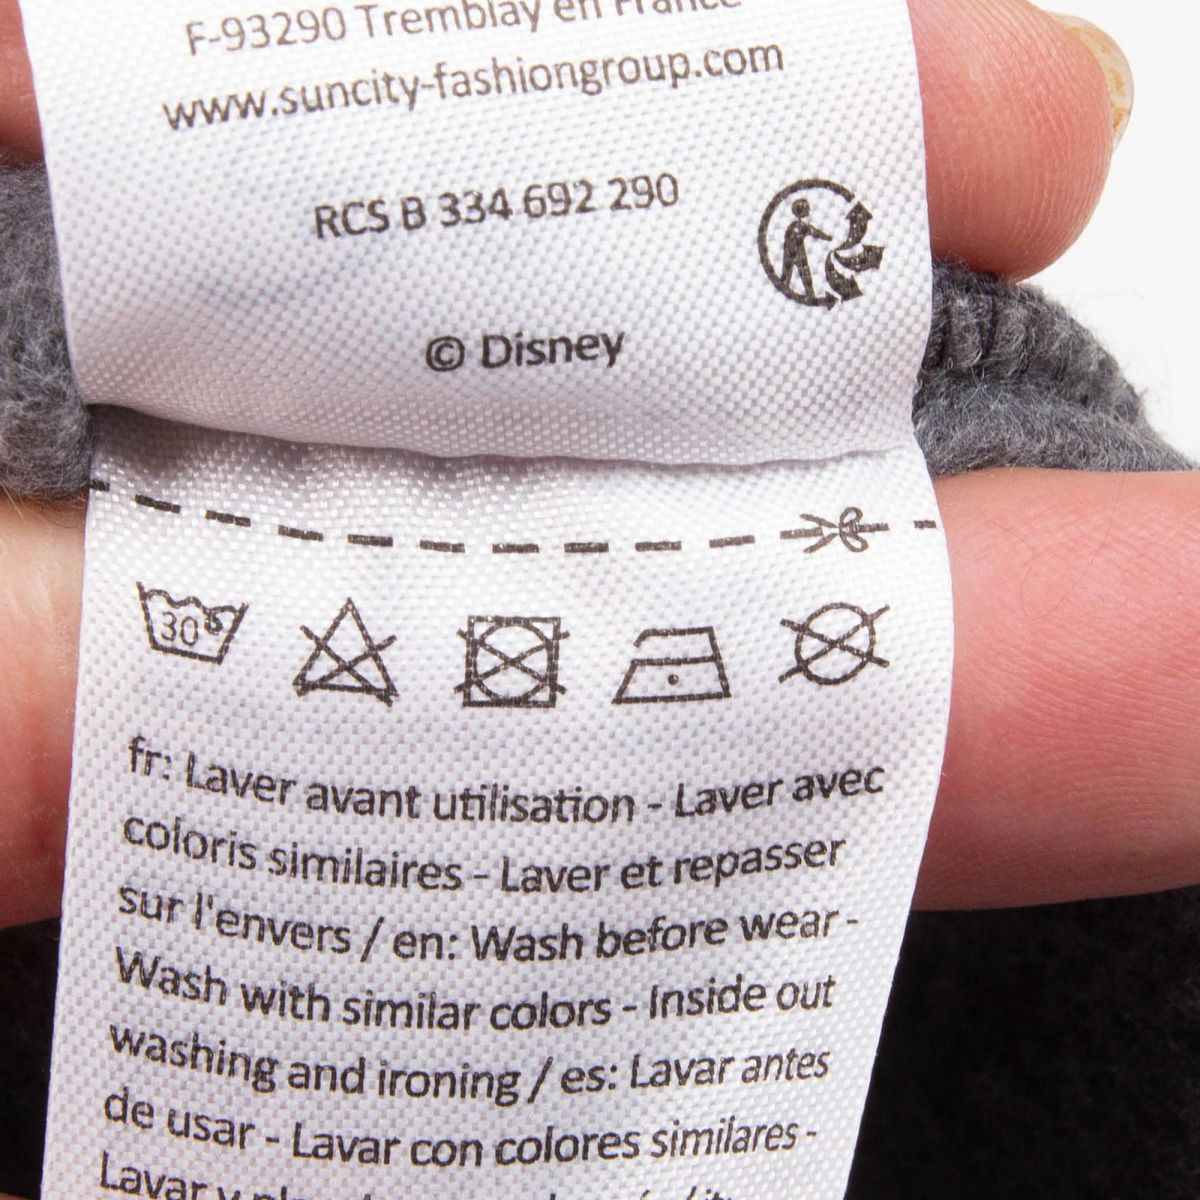 F-93290 Tremblay en France
www.suncity-fashiongroup.com
RCS B 334 692 290
© Disney
30
fr: Laver avant utilisation - Laver avec
coloris similaires - Laver et repasser
sur l'envers / en: Wash before wear -
Wash with similar colors - Inside out
washing and ironing / es: Lavar antes
de usar - Lavar con colores similares -
Lavar y